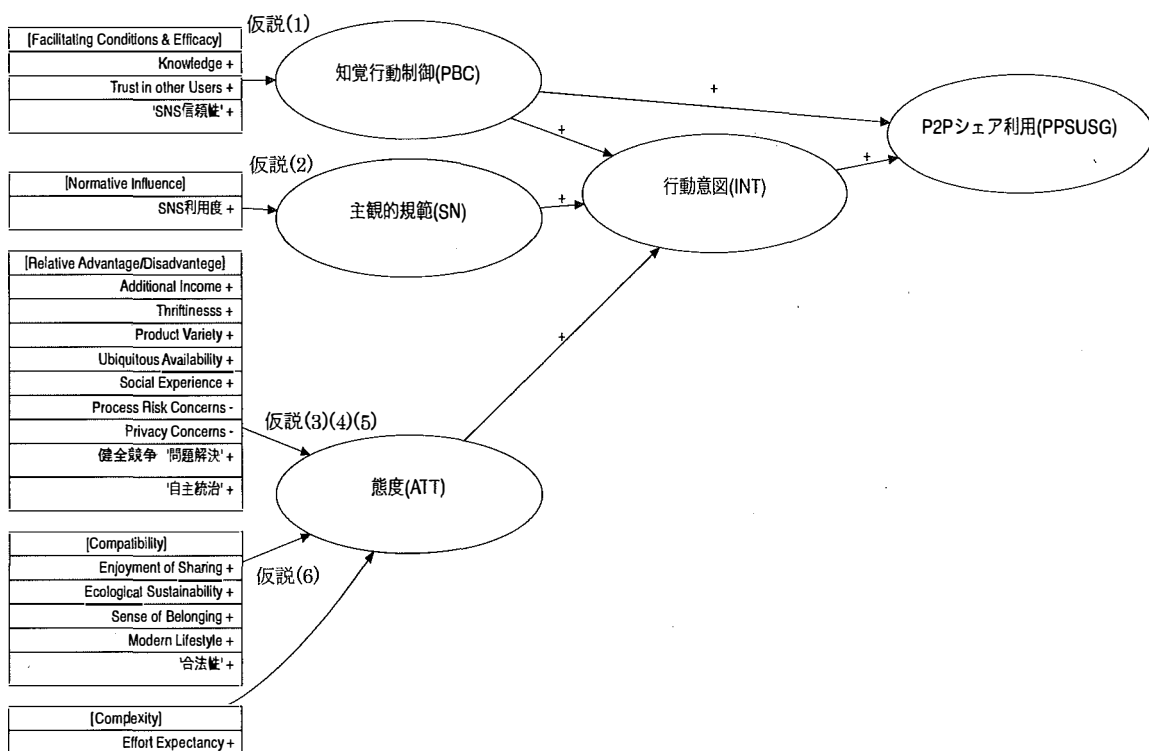 仮説(1)
[Facilitating Conditions & Efficacy]
Knowledge +
Trust in other Users +
'SNS信頼性' +
知覚行動制御(PBC)
+
P2Pシェア利用(PPSUSG)
+
+
仮説(2)
[Normative Influence]
SNS利用度 +
主観的規範(SN)
+
行動意図(INT)
[Relative Advantage/Disadvantege]
Additional Income +
Thriftinesss +
Product Variety +
Ubiquitous Availability +
Social Experience +
Process Risk Concerns -
Privacy Concerns -
健全競争 '問題解決' +
'自主統治' +
+
仮説(3)(4)(5)
態度(ATT)
[Compatibility]
Enjoyment of Sharing +
Ecological Sustainability +
Sense of Belonging +
Modern Lifestyle +
'合法性' +
仮説(6)
[Complexity]
Effort Expectancy +